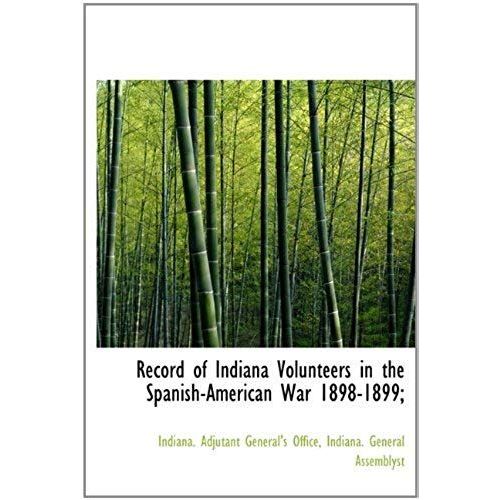 Record of Indiana Volunteers in the
Spanish-American War 1898-1899;
Indiana. Adjutant General's Office, Indiana. General
Assemblyst